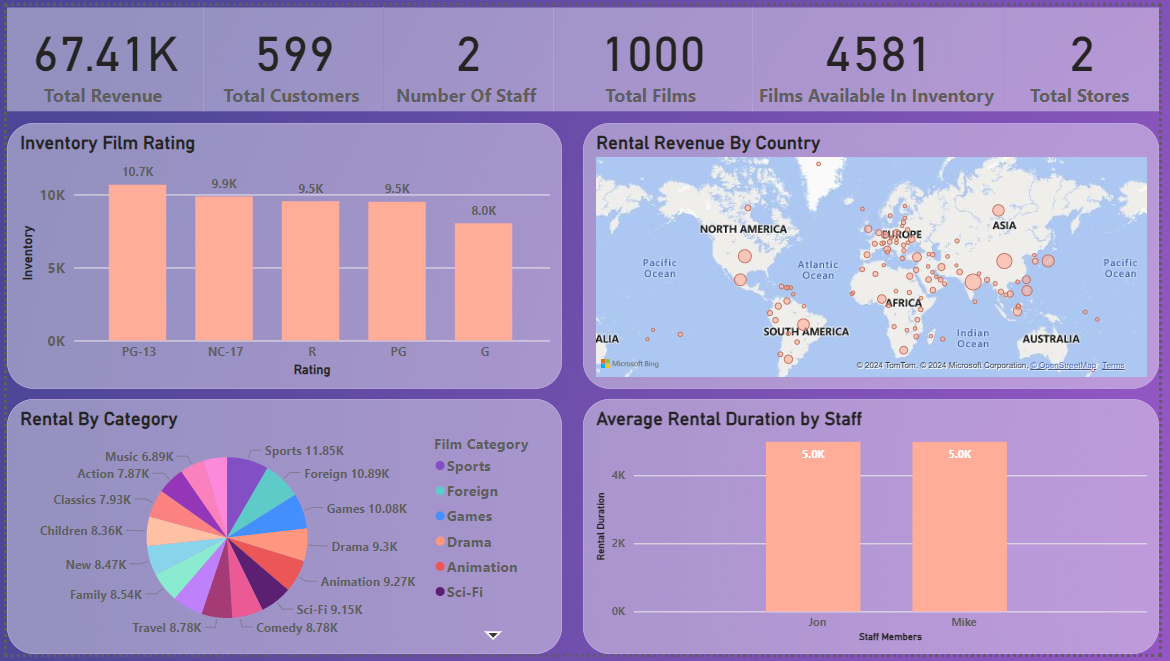 67.41K
Total Revenue
599
Total Customers
2
Number Of Staff
1000
Total Films
4581
Films Available In Inventory
2
Total Stores
Inventory Film Rating
10.7K
9.9K
9.5K
9.5K
8.0K
10K
5K
0K
Inventory
PG-13
NC-17
R
PG
G
Rating
Rental Revenue By Country
NORTH AMERICA
EUROPE
ASIA
Pacific
Ocean
Atlantic
Ocean
Pacific
Ocean
AFRICA
SOUTH AMERICA
Indian
Ocean
ALIA
AUSTRALIA
Microsoft Bing
© 2024 TomTom, © 2024 Microsoft Corporation, © OpenStreetMap Terms
Rental By Category
Sports 11.85K
Foreign 10.89K
Games 10.08K
Drama 9.3K
Animation 9.27K
Sci-Fi 9.15K
Comedy 8.78K
Travel 8.78K
Family 8.54K
New 8.47K
Children 8.36K
Classics 7.93K
Action 7.87K
Music 6.89K
Film Category
Sports
Foreign
Games
Drama
Animation
Sci-Fi
Average Rental Duration by Staff
5.0K
5.0K
4K
2K
0K
Rental Duration
Jon
Mike
Staff Members